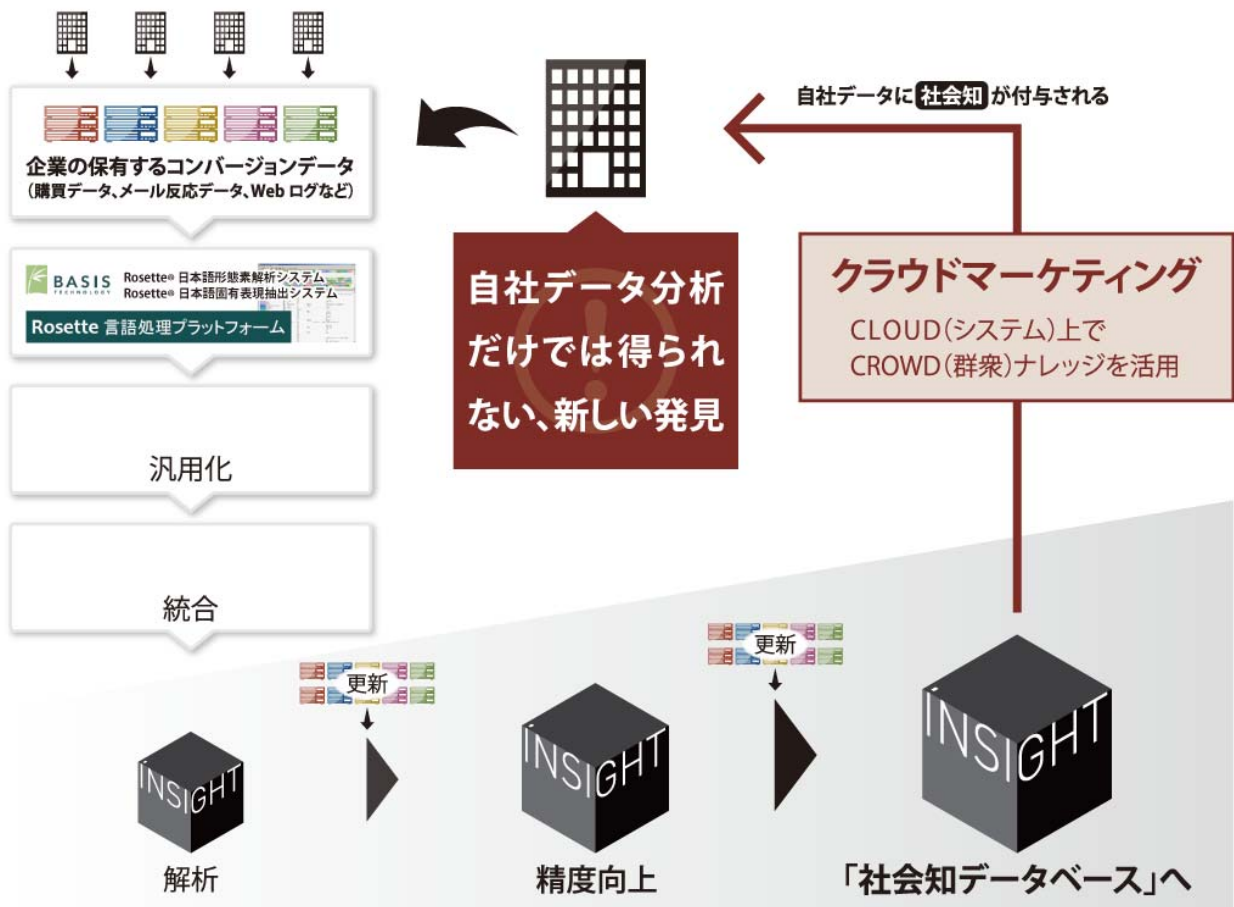 企業の保有するコンバージョンデータ
(購買データ、メール反応データ、Web ログなど)
BASIS
TECHNOLOGY
Rosette® 日本語形態素解析システム
Rosette® 日本語固有表現抽出システム
Rosette 言語処理プラットフォーム
汎用化
統合
自社データ分析
だけでは得られ
ない、新しい発見
自社データに 社会知 が付与される
クラウドマーケティング
CLOUD(システム)上で
CROWD(群衆)ナレッジを活用
更新
更新
INSIGHT
INSIGHT
INSIGHT
解析
精度向上
「社会知データベース」へ